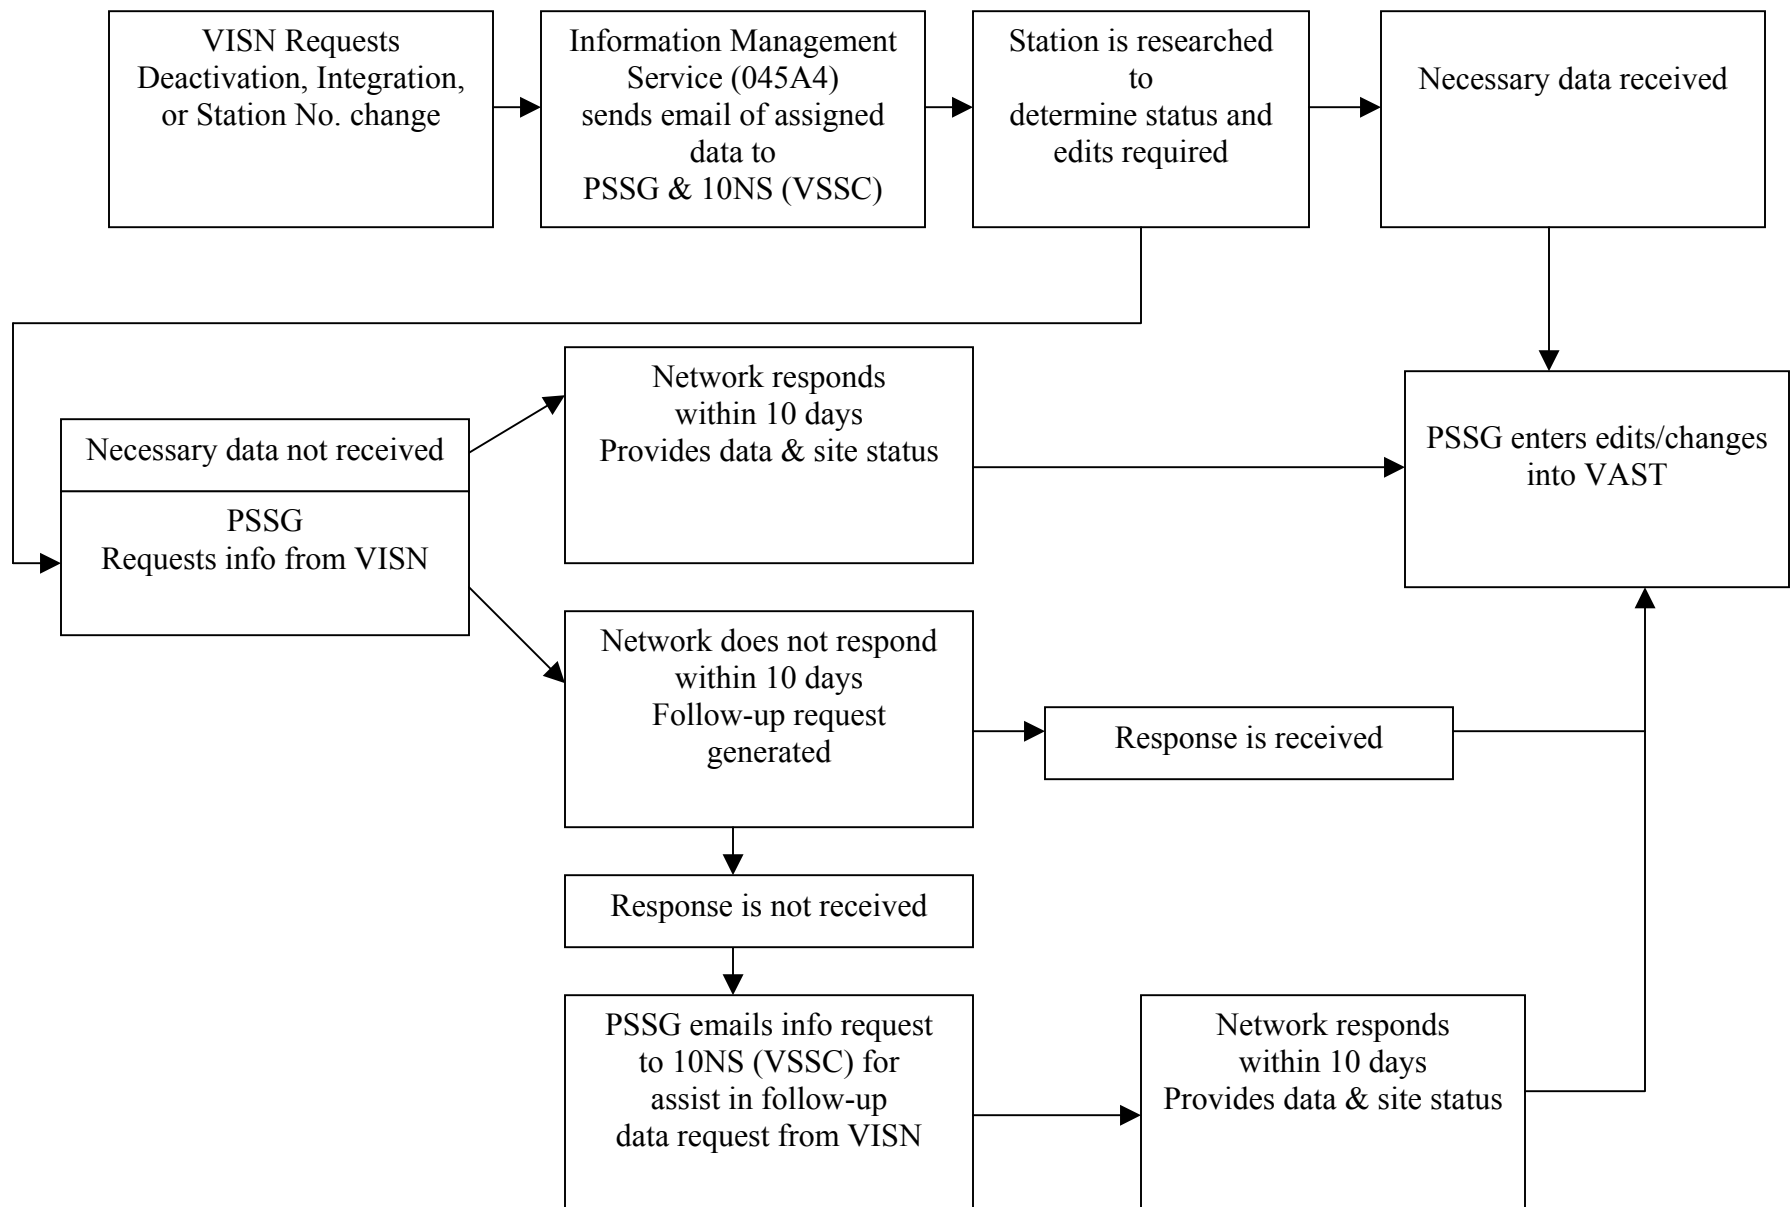 VISN Requests
Deactivation, Integration,
or Station No. change
Information Management
Service (045A4)
sends email of assigned
data to
PSSG & 10NS (VSSC)
Station is researched
to
determine status and
edits required
Necessary data received
Necessary data not received
PSSG
Requests info from VISN
Network responds
within 10 days
Provides data & site status
PSSG enters edits/changes
into VAST
Network does not respond
within 10 days
Follow-up request
generated
Response is received
Response is not received
PSSG emails info request
to 10NS (VSSC) for
assist in follow-up
data request from VISN
Network responds
within 10 days
Provides data & site status